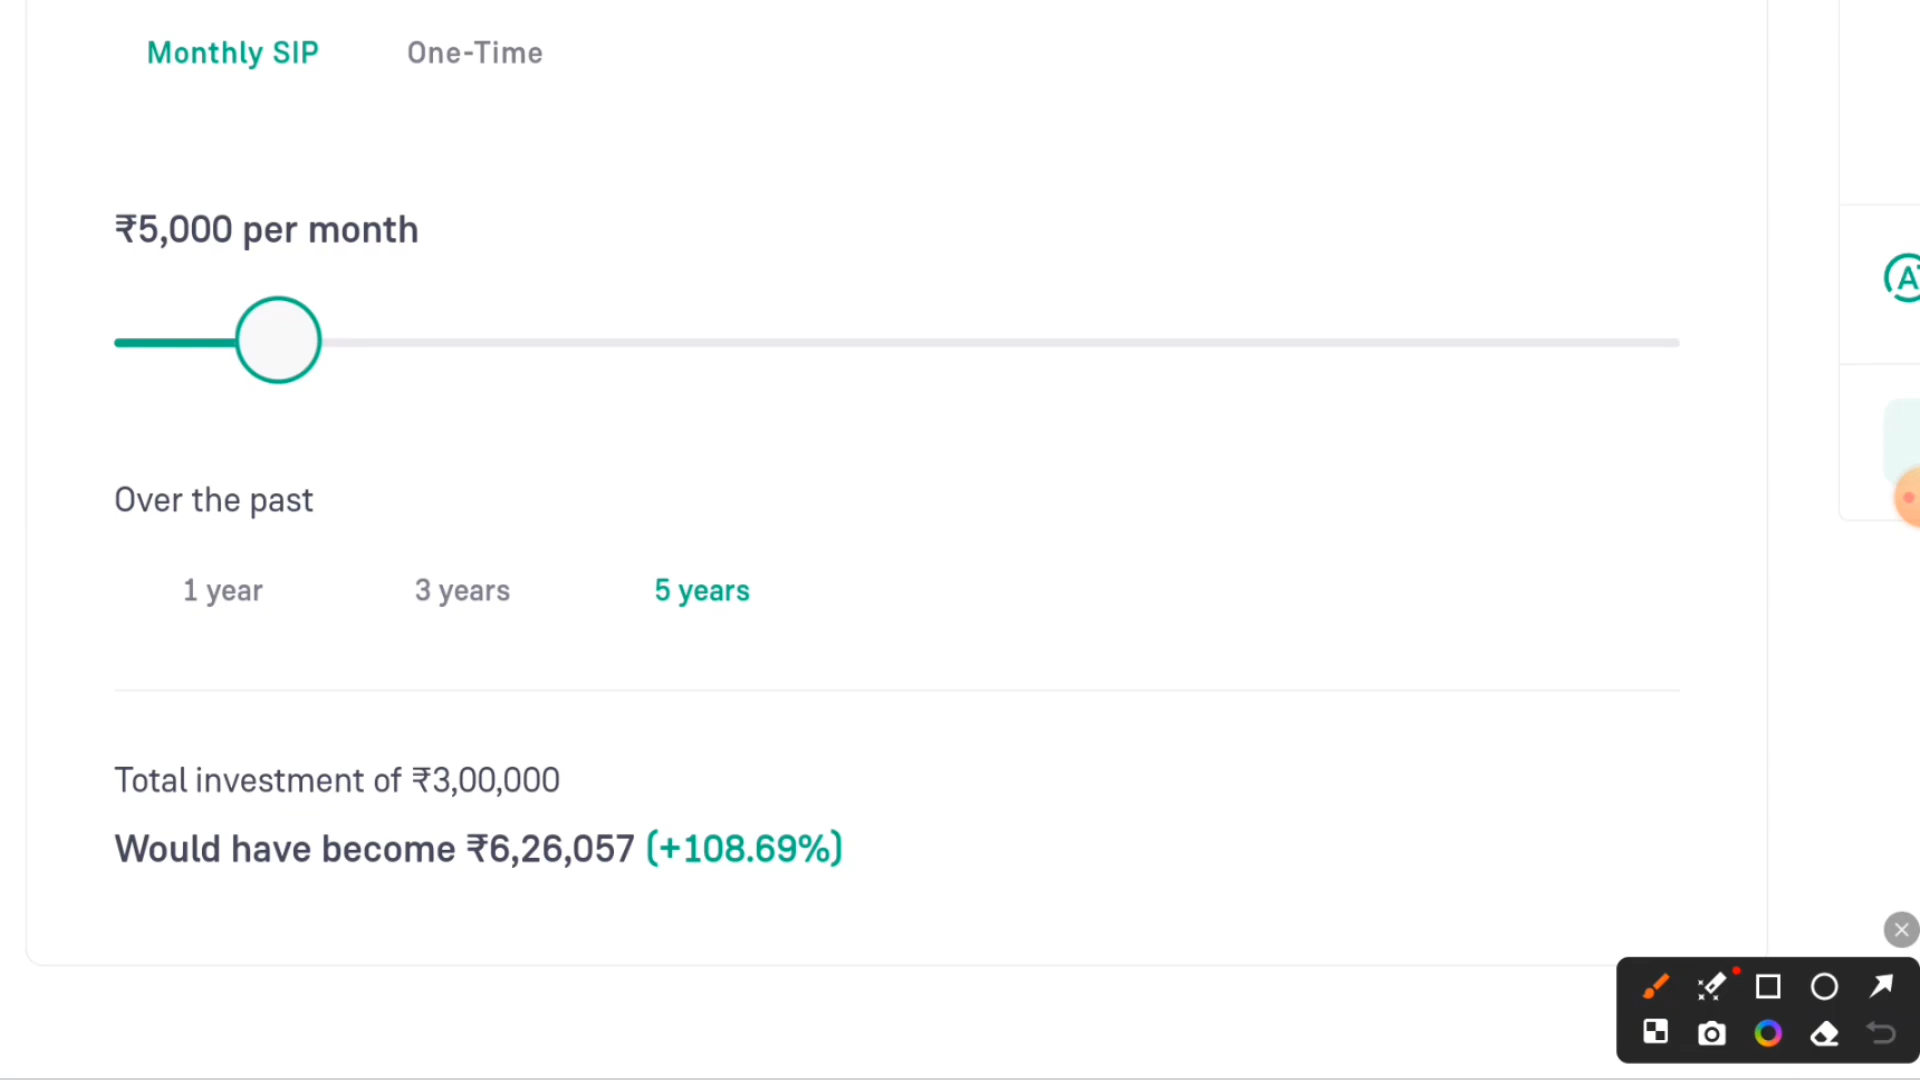 Monthly SIP One-Time
₹5,000 per month
Over the past
1 year 3 years 5 years
Total investment of ₹3,00,000
Would have become ₹6,26,057 (+108.69%)